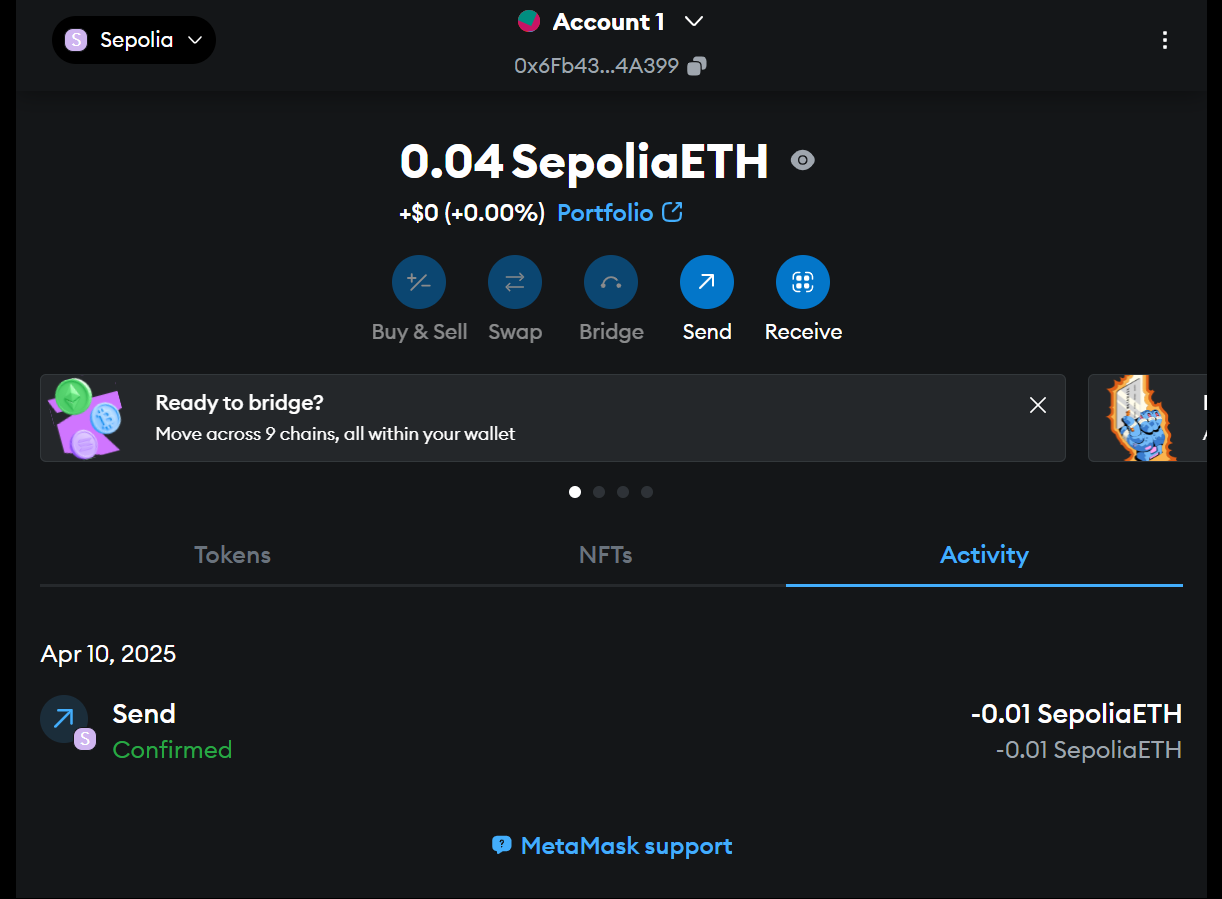 S Sepolia
Account 1
0x6Fb43...4A399
0.04 SepoliaETH
+$0 (+0.00%) Portfolio
Buy & Sell Swap Bridge Send Receive
Ready to bridge?
Move across 9 chains, all within your wallet
Tokens NFTs Activity
Apr 10, 2025
Send -0.01 SepoliaETH
S
Confirmed -0.01 SepoliaETH
? MetaMask support